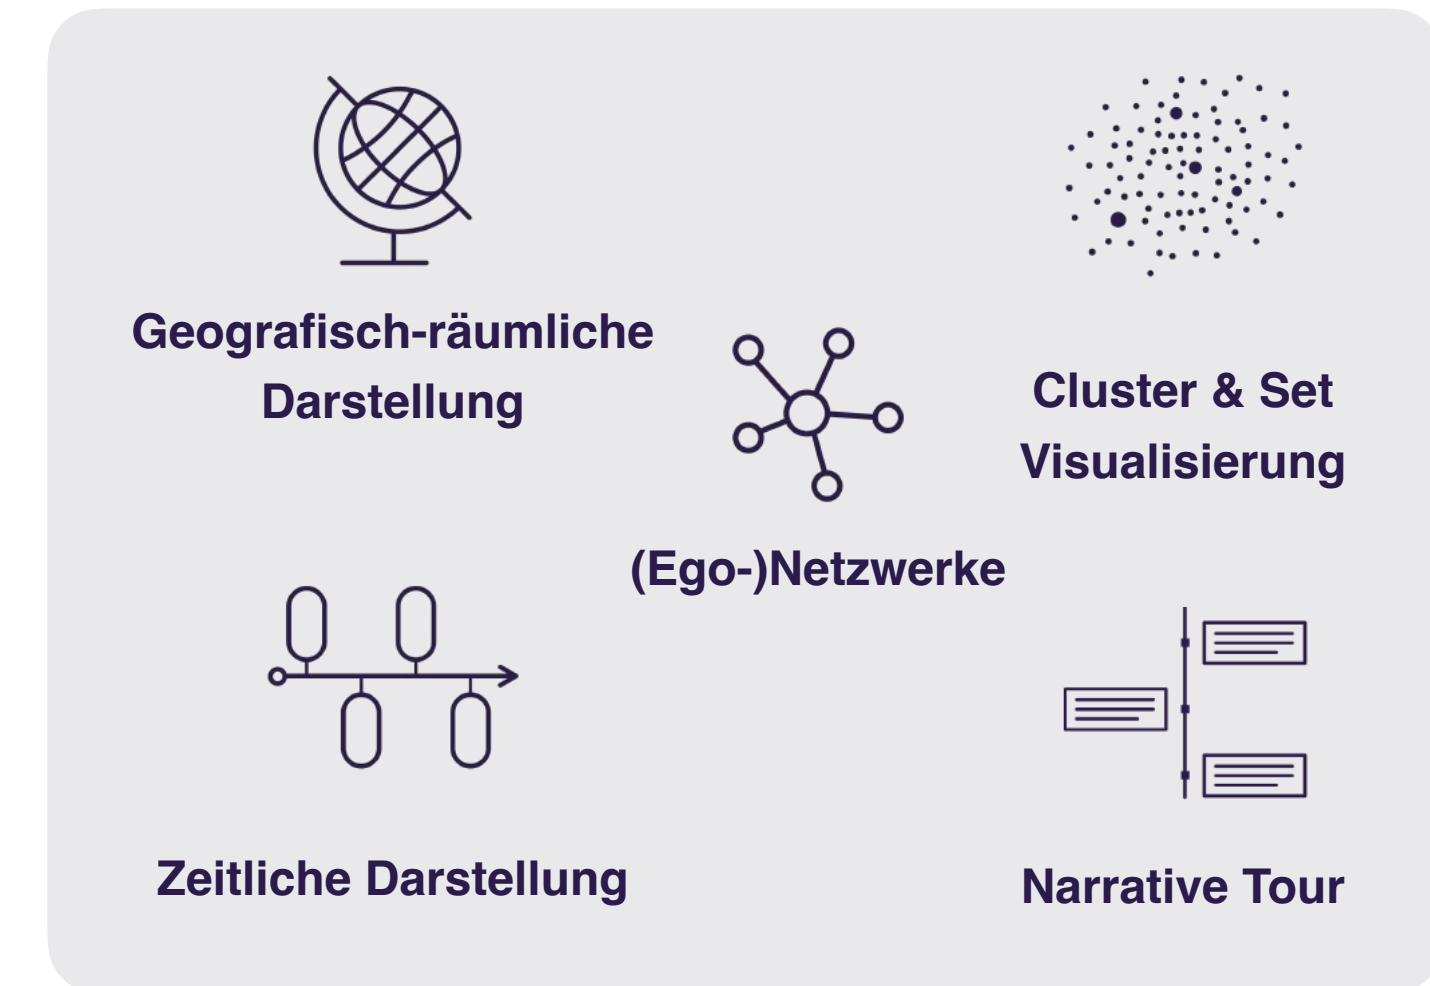 Geografisch-räumliche
Darstellung
Cluster & Set
Visualisierung
(Ego-)Netzwerke
Zeitliche Darstellung
Narrative Tour